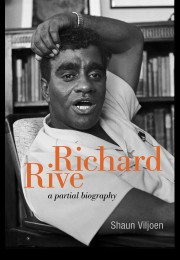 Richard
Rive
a partial biography
Shaun Viljoen